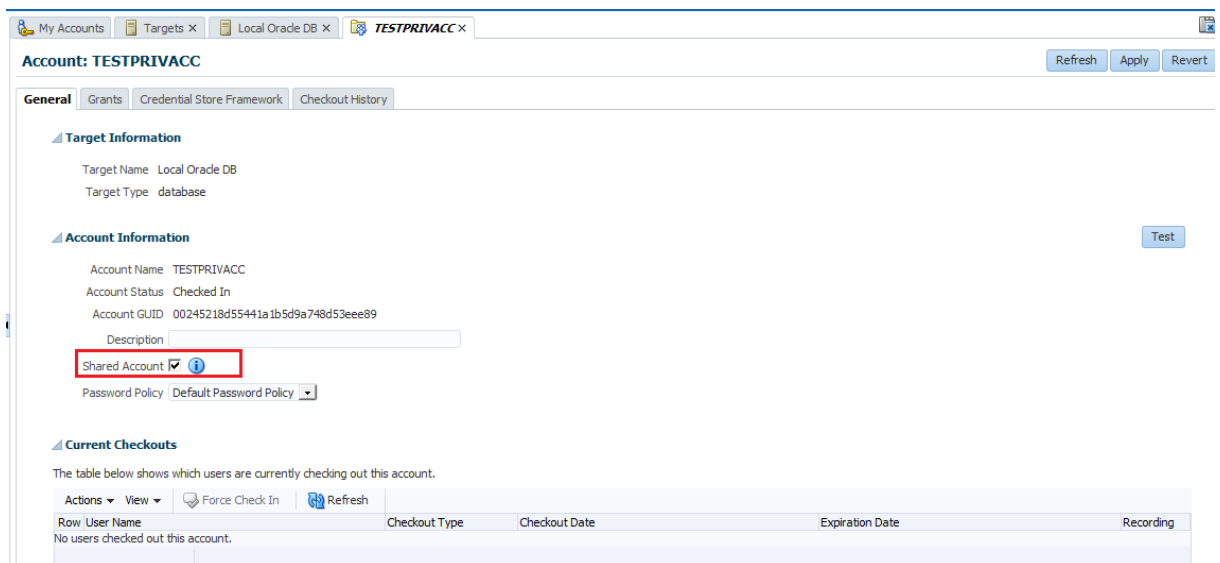 My Accounts Targets Local Oracle DB TESTPRIVACC
Account: TESTPRIVACC Refresh Apply Revert
General Grants Credential Store Framework Checkout History
Target Information
Target Name Local Oracle DB
Target Type database
Account Information Test
Account Name TESTPRIVACC
Account Status Checked In
Account GUID 00245218d55441a1b5d9a748d53eee89
Description
Shared Account
Password Policy Default Password Policy
Current Checkouts
The table below shows which users are currently checking out this account.
Actions View Force Check In Refresh
Row User Name Checkout Type Checkout Date Expiration Date Recording
No users checked out this account.